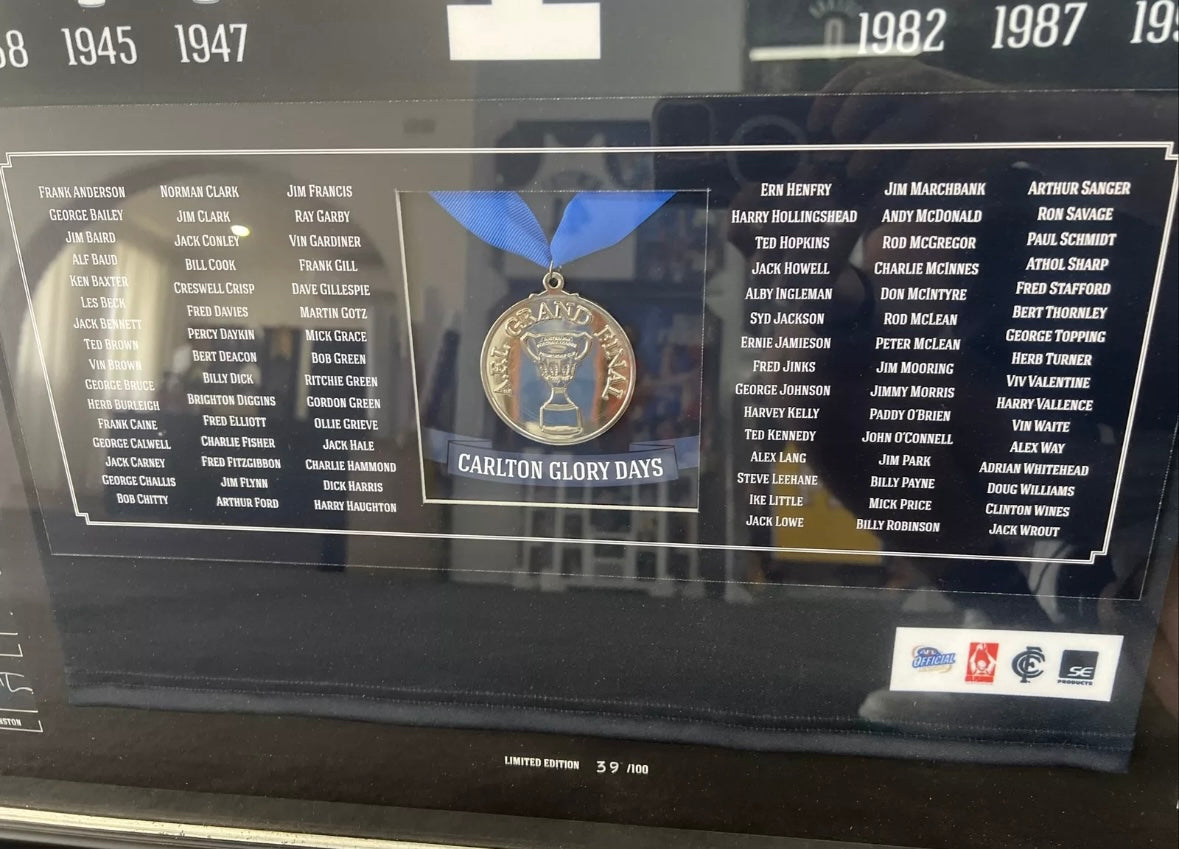 1945 1947
1982 1987
FRANK ANDERSON
GEORGE BAILEY
JIM BAIRD
ALF BAUD
KEN BAXTER
LES BECK
JACK BENNETT
TED BROWN
VIN BROWN
GEORGE BRUCE
HERB BURLEIGH
FRANK CAINE
GEORGE CALWELL
JACK CARNEY
GEORGE CHALLIS
BOB CHITTY
NORMAN CLARK
JIM CLARK
JACK CONLEY
BILL COOK
CRESWELL CRISP
FRED DAVIES
PERCY DAYKIN
BERT DEACON
BILLY DICK
BRIGHTON DIGGINS
FRED ELLIOTT
CHARLIE FISHER
FRED FITZGIBBON
JIM FLYNN
ARTHUR FORD
JIM FRANCIS
RAY GARBY
VIN GARDINER
FRANK GILL
DAVE GILLESPIE
MARTIN GOTZ
MICK GRACE
BOB GREEN
RITCHIE GREEN
GORDON GREEN
OLLIE GRIEVE
JACK HALE
CHARLIE HAMMOND
DICK HARRIS
HARRY HAUGHTON
AFL GRAND FINAL
CARLTON GLORY DAYS
ERN HENFRY
HARRY HOLLINGSHEAD
TED HOPKINS
JACK HOWELL
ALBY INGLEMAN
SYD JACKSON
ERNIE JAMIESON
FRED JINKS
GEORGE JOHNSON
HARVEY KELLY
TED KENNEDY
ALEX LANG
STEVE LEEHANE
IKE LITTLE
JACK LOWE
JIM MARCHBANK
ANDY MCDONALD
ROD MCGREGOR
CHARLIE MCINNES
DON MCINTYRE
ROD MCLEAN
PETER MCLEAN
JIM MOORING
JIMMY MORRIS
PADDY O'BRIEN
JOHN O'CONNELL
JIM PARK
BILLY PAYNE
MICK PRICE
BILLY ROBINSON
ARTHUR SANGER
RON SAVAGE
PAUL SCHMIDT
ATHOL SHARP
FRED STAFFORD
BERT THORNLEY
GEORGE TOPPING
HERB TURNER
VIV VALENTINE
HARRY VALLENCE
VIN WAITE
ALEX WAY
ADRIAN WHITEHEAD
DOUG WILLIAMS
CLINTON WINES
JACK WROUT
OFFICIAL
CFC
SE
PRODUCTS
LIMITED EDITION 39 /100